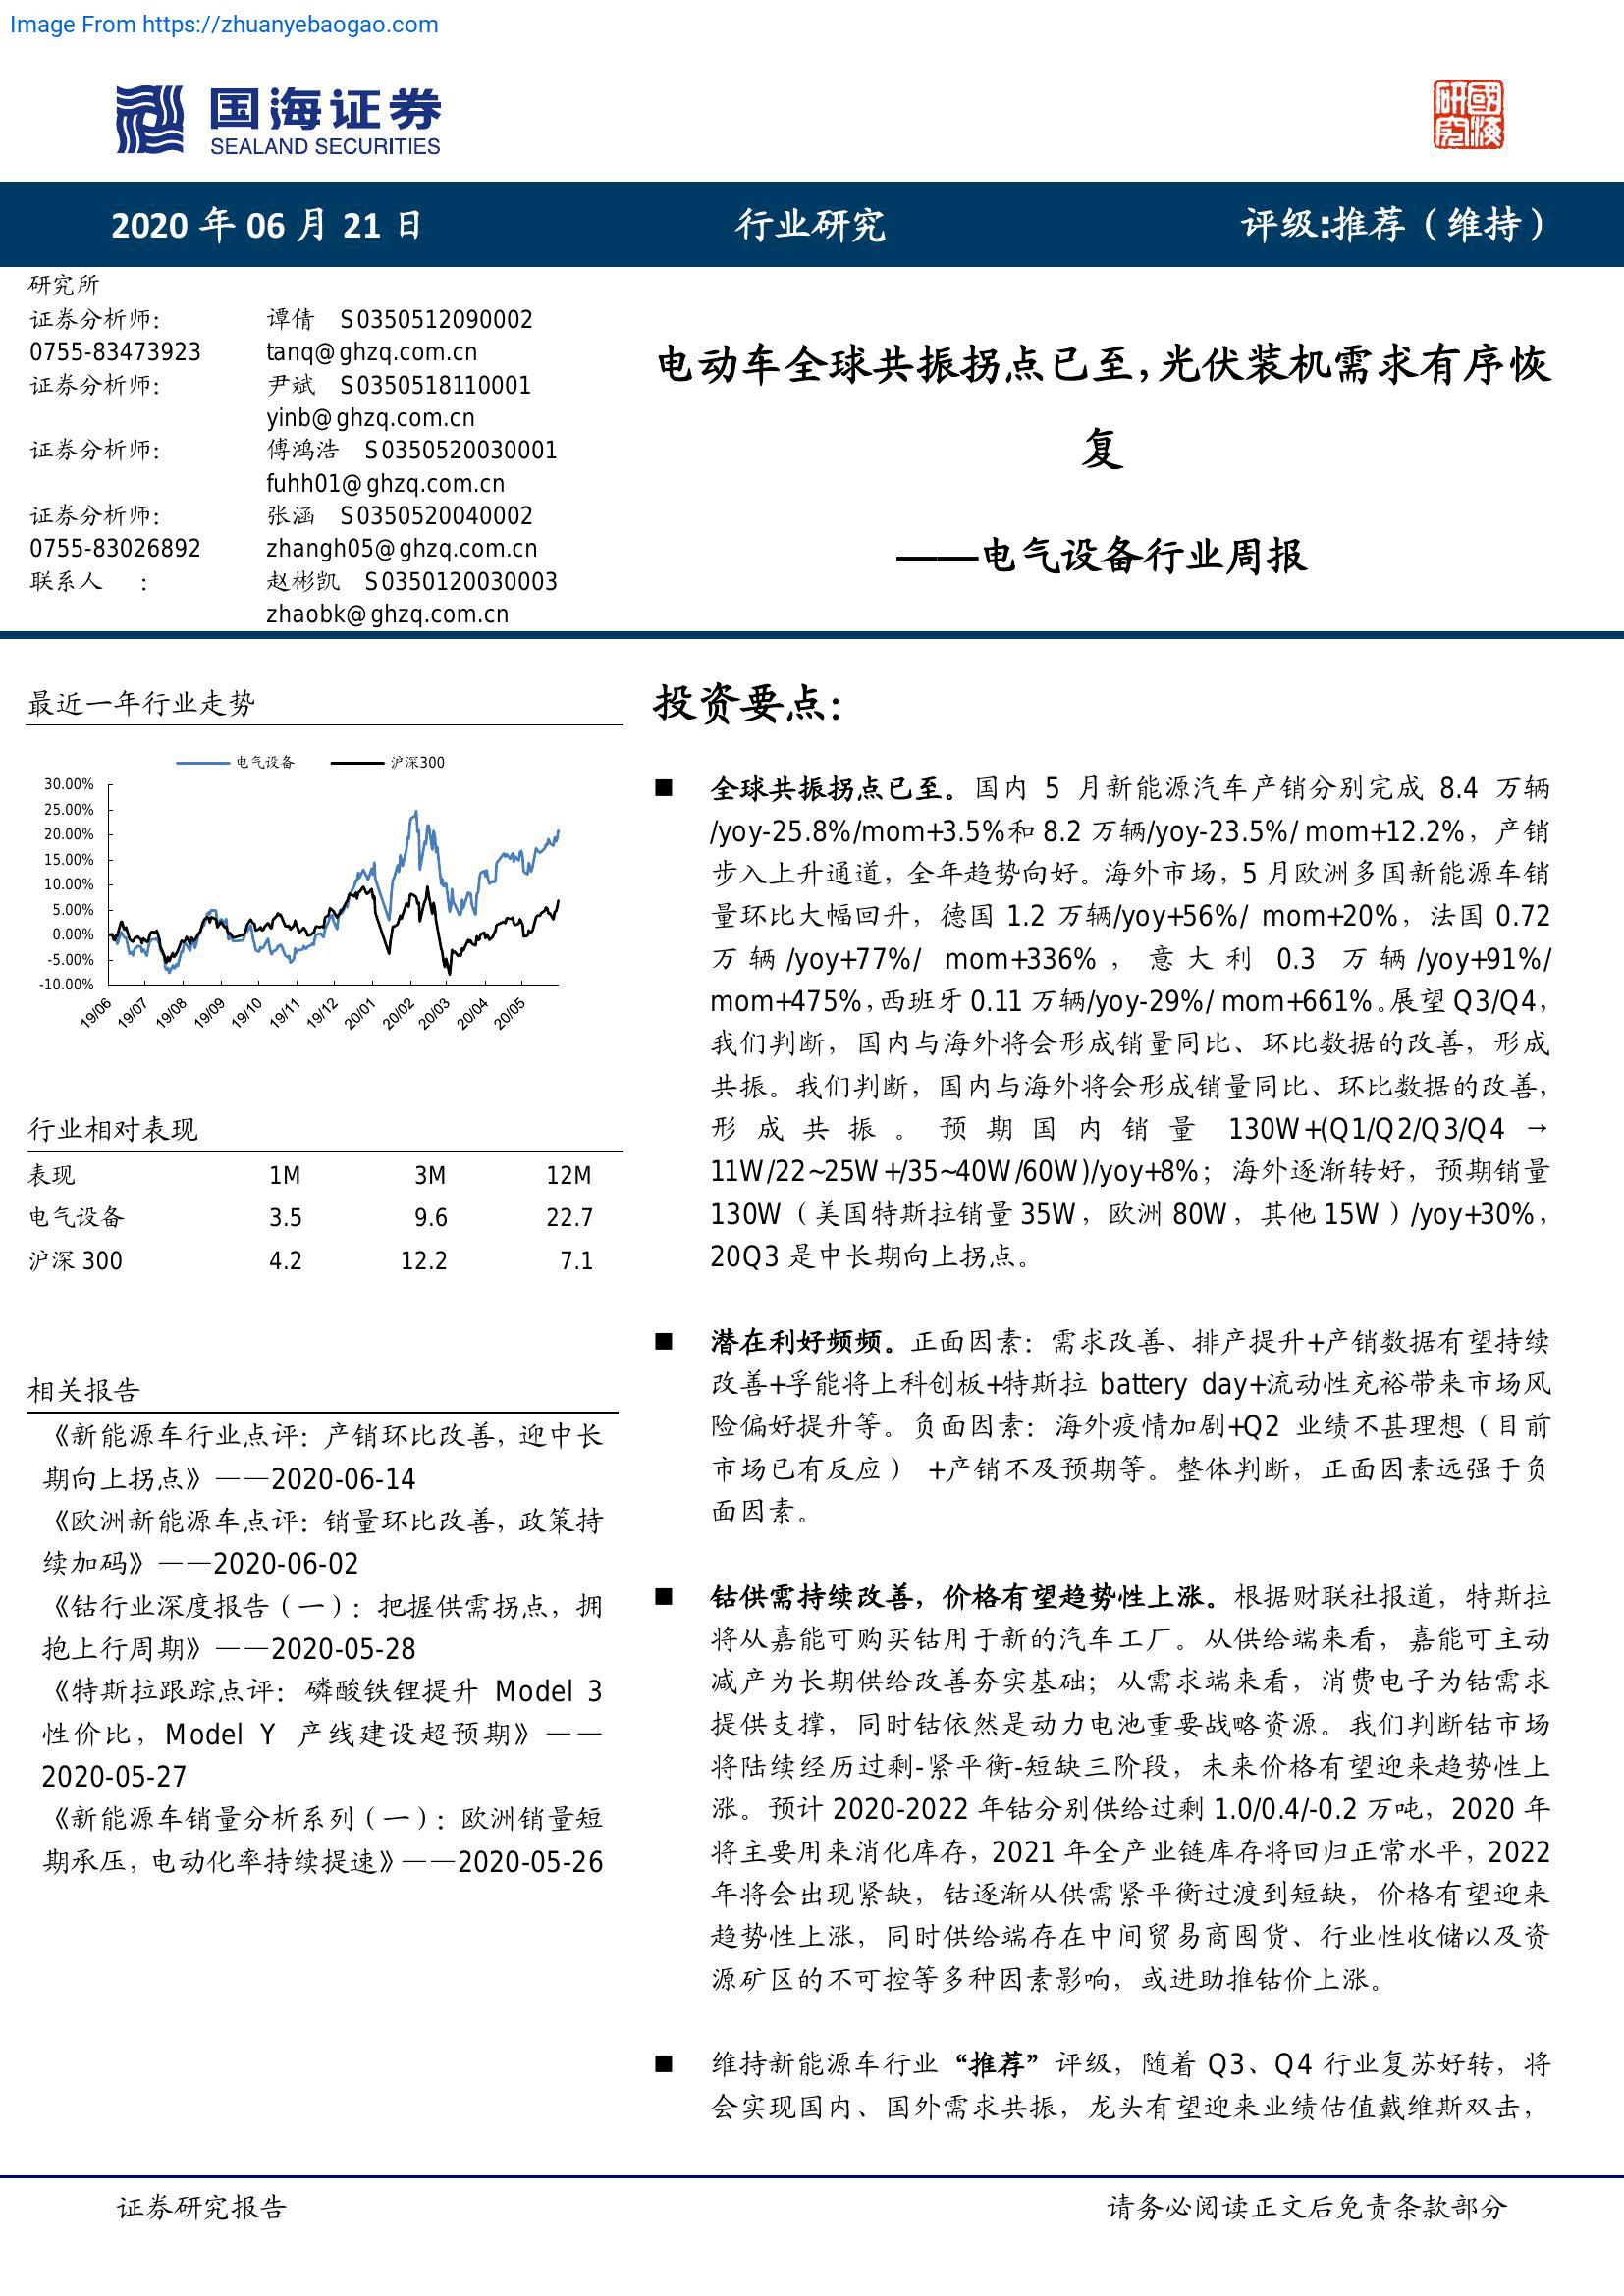 Image From https://zhuanyebaogao.com
国海证券
SEALAND SECURITIES
研國
究海
2020 年 06 月 21 日
行业研究
评级:推荐（维持）
研究所
证券分析师： 谭倩 S0350512090002
0755-83473923 tanq@ghzq.com.cn
证券分析师： 尹斌 S0350518110001
yinb@ghzq.com.cn
证券分析师： 傅鸿浩 S0350520030001
fuhh01@ghzq.com.cn
证券分析师： 张涵 S0350520040002
0755-83026892 zhangh05@ghzq.com.cn
联系人 ： 赵彬凯 S0350120030003
zhaobk@ghzq.com.cn
电动车全球共振拐点已至，光伏装机需求有序恢
复
——电气设备行业周报
最近一年行业走势
电气设备 沪深300
30.00%
25.00%
20.00%
15.00%
10.00%
5.00%
0.00%
-5.00%
-10.00%
19/06 19/07 19/08 19/09 19/10 19/11 19/12 20/01 20/02 20/03 20/04 20/05
行业相对表现
表现 1M 3M 12M
电气设备 3.5 9.6 22.7
沪深 300 4.2 12.2 7.1
相关报告
《新能源车行业点评：产销环比改善，迎中长
期向上拐点》——2020-06-14
《欧洲新能源车点评：销量环比改善，政策持
续加码》——2020-06-02
《钴行业深度报告（一）：把握供需拐点，拥
抱上行周期》——2020-05-28
《特斯拉跟踪点评：磷酸铁锂提升 Model 3
性价比，Model Y 产线建设超预期》——
2020-05-27
《新能源车销量分析系列（一）：欧洲销量短
期承压，电动化率持续提速》——2020-05-26
投资要点：
■ 全球共振拐点已至。国内 5 月新能源汽车产销分别完成 8.4 万辆
/yoy-25.8%/mom+3.5%和 8.2 万辆/yoy-23.5%/ mom+12.2%，产销
步入上升通道，全年趋势向好。海外市场，5 月欧洲多国新能源车销
量环比大幅回升，德国 1.2 万辆/yoy+56%/ mom+20%，法国 0.72
万辆/yoy+77%/ mom+336%，意大利 0.3 万辆/yoy+91%/
mom+475%，西班牙 0.11 万辆/yoy-29%/ mom+661%。展望 Q3/Q4，
我们判断，国内与海外将会形成销量同比、环比数据的改善，形成
共振。我们判断，国内与海外将会形成销量同比、环比数据的改善，
形成共振。预期国内销量 130W+(Q1/Q2/Q3/Q4 →
11W/22~25W+/35~40W/60W)/yoy+8%；海外逐渐转好，预期销量
130W（美国特斯拉销量 35W，欧洲 80W，其他 15W）/yoy+30%，
20Q3 是中长期向上拐点。
■ 潜在利好频频。正面因素：需求改善、排产提升+产销数据有望持续
改善+孚能将上科创板+特斯拉 battery day+流动性充裕带来市场风
险偏好提升等。负面因素：海外疫情加剧+Q2 业绩不甚理想（目前
市场已有反应） +产销不及预期等。整体判断，正面因素远强于负
面因素。
■ 钴供需持续改善，价格有望趋势性上涨。根据财联社报道，特斯拉
将从嘉能可购买钴用于新的汽车工厂。从供给端来看，嘉能可主动
减产为长期供给改善夯实基础；从需求端来看，消费电子为钴需求
提供支撑，同时钴依然是动力电池重要战略资源。我们判断钴市场
将陆续经历过剩-紧平衡-短缺三阶段，未来价格有望迎来趋势性上
涨。预计 2020-2022 年钴分别供给过剩 1.0/0.4/-0.2 万吨，2020 年
将主要用来消化库存，2021 年全产业链库存将回归正常水平，2022
年将会出现紧缺，钴逐渐从供需紧平衡过渡到短缺，价格有望迎来
趋势性上涨，同时供给端存在中间贸易商囤货、行业性收储以及资
源矿区的不可控等多种因素影响，或进助推钴价上涨。
■ 维持新能源车行业“推荐”评级，随着 Q3、Q4 行业复苏好转，将
会实现国内、国外需求共振，龙头有望迎来业绩估值戴维斯双击，
证券研究报告
请务必阅读正文后免责条款部分